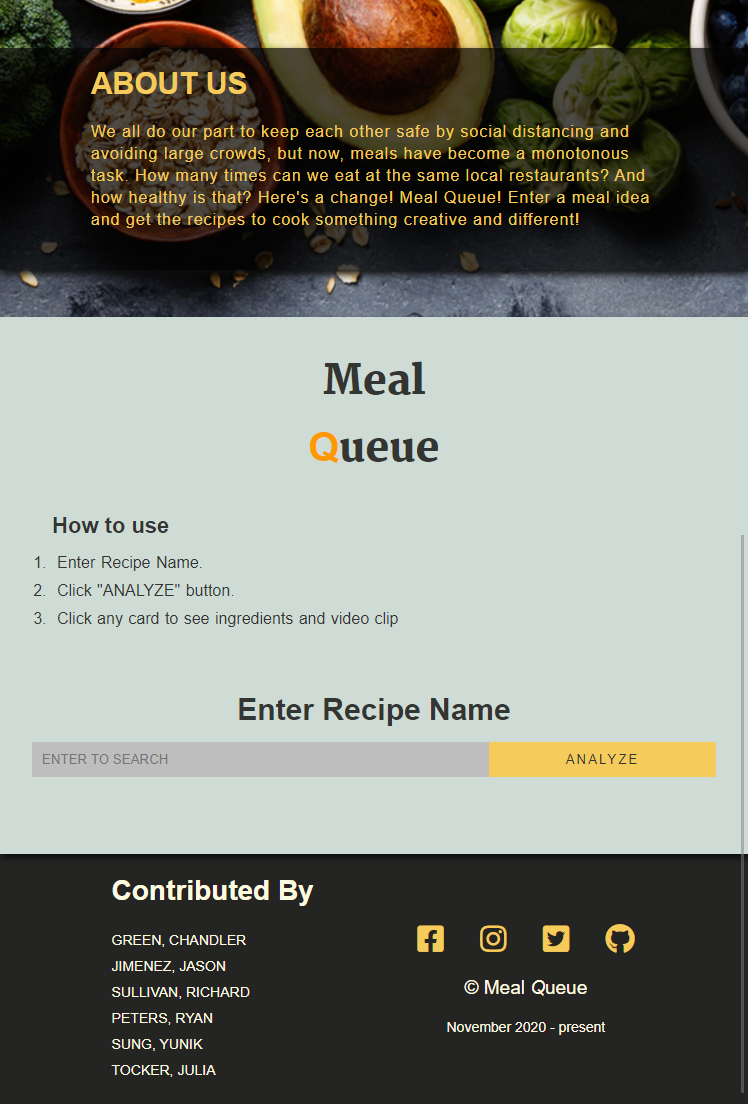 ABOUT US
We all do our part to keep each other safe by social distancing and
avoiding large crowds, but now, meals have become a monotonous
task. How many times can we eat at the same local restaurants? And
how healthy is that? Here's a change! Meal Queue! Enter a meal idea
and get the recipes to cook something creative and different!
Meal
Queue
How to use
1. Enter Recipe Name.
2. Click "ANALYZE" button.
3. Click any card to see ingredients and video clip
Enter Recipe Name
ENTER TO SEARCH
ANALYZE
Contributed By
GREEN, CHANDLER
JIMENEZ, JASON
SULLIVAN, RICHARD
PETERS, RYAN
SUNG, YUNIK
TOCKER, JULIA
© Meal Queue
November 2020 - present